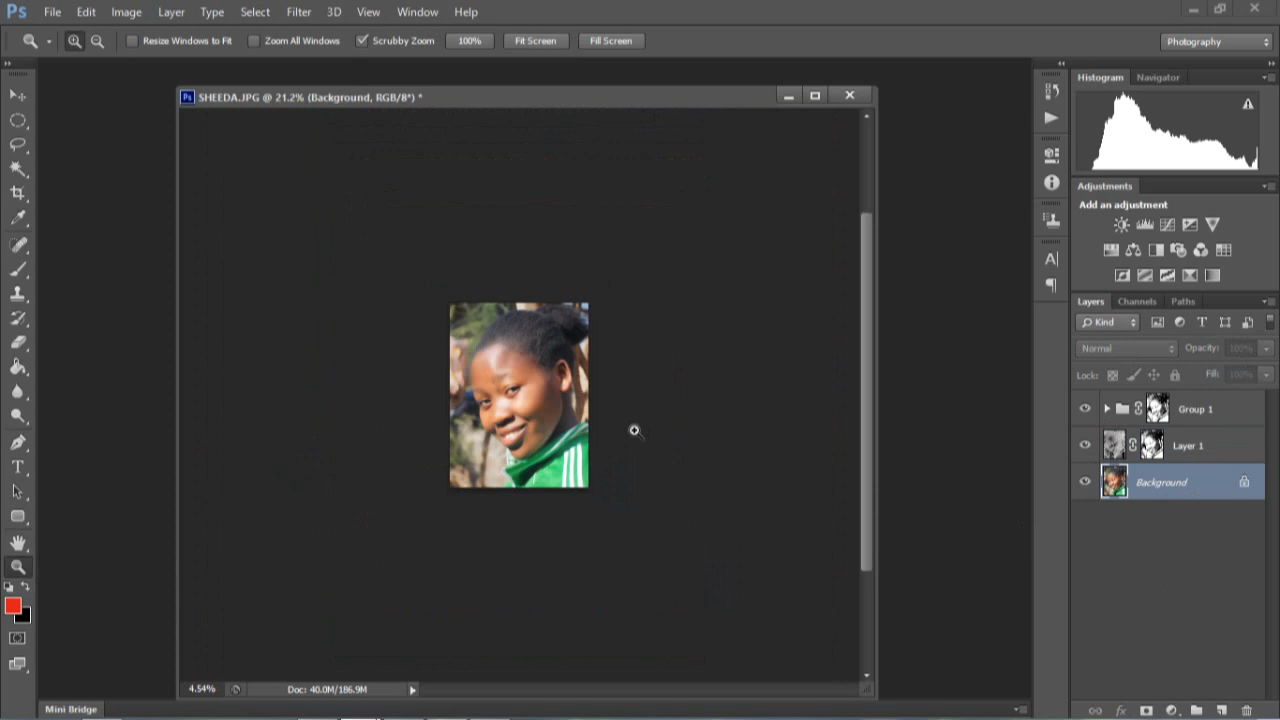 Ps File Edit Image Layer Type Select Filter 3D View Window Help
Resize Windows to Fit Zoom All Windows Scrubby Zoom 100% Fit Screen Fill Screen Photography
Ps SHEEDA.JPG @ 21.2% (Background, RGB/8*) *
Histogram Navigator
Adjustments
Add an adjustment
Layers Channels Paths
Kind
Normal Opacity: 100%
Lock: Fill: 100%
Group 1
Layer 1
Background
4.54% Doc: 40.0M/186.9M
Mini Bridge